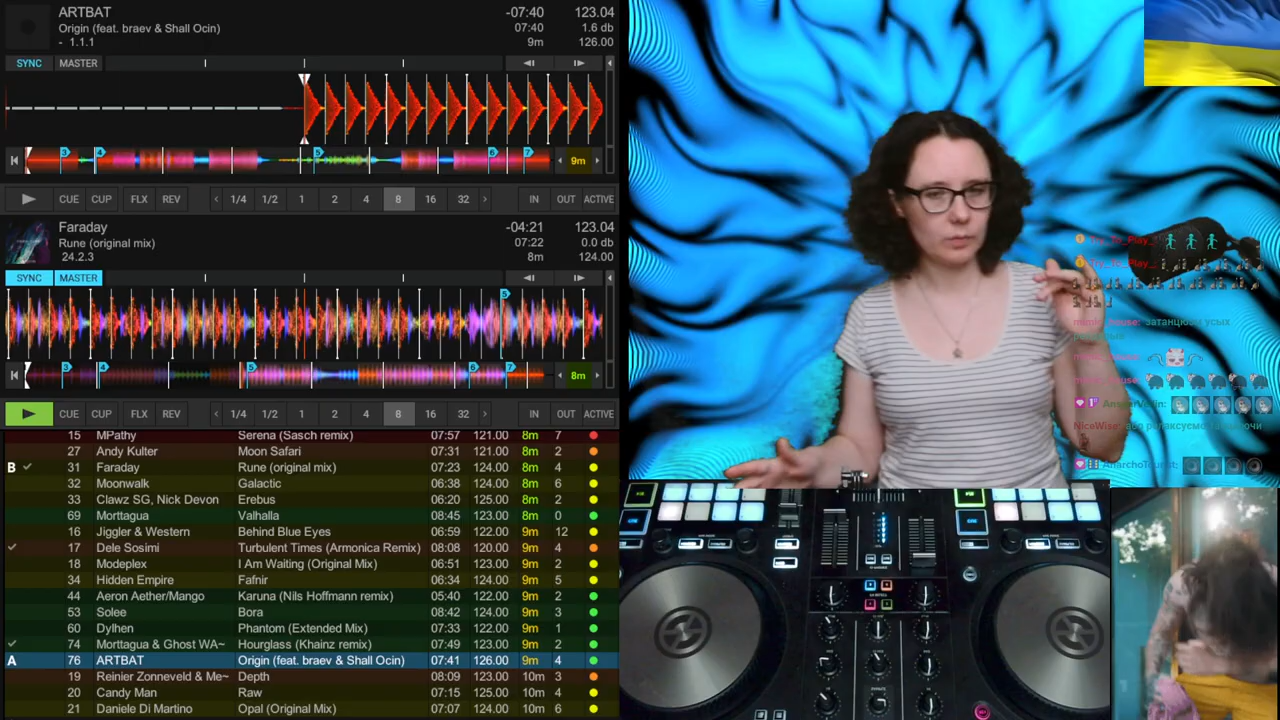 ARTBAT -07:40 123.04
Origin (feat. braev & Shall Ocin) 07:40 1.6 db
- 1.1.1 9m 126.00
SYNC MASTER
3 4 5 6 7 9m
CUE CUP FLX REV 1/4 1/2 1 2 4 8 16 32 IN OUT ACTIVE
Faraday -04:21 123.04
Rune (original mix) 07:22 0.0 db
24.2.3 8m 124.00
SYNC MASTER
5
3 4 5 6 7 8m
CUE CUP FLX REV 1/4 1/2 1 2 4 8 16 32 IN OUT ACTIVE
15 MPathy Serena (Sasch remix) 07:57 121.00 8m 7
27 Andy Kulter Moon Safari 07:31 121.00 8m 2
B 31 Faraday Rune (original mix) 07:23 124.00 8m 4
32 Moonwalk Galactic 06:38 124.00 8m 6
33 Clawz SG, Nick Devon Erebus 06:20 125.00 8m 2
69 Morttagua Valhalla 08:45 123.00 8m 0
16 Jiggler & Western Behind Blue Eyes 06:59 122.00 9m 12
17 Dele Sosimi Turbulent Times (Armonica Remix) 08:08 120.00 9m 4
18 Modeplex I Am Waiting (Original Mix) 06:51 123.00 9m 2
34 Hidden Empire Fafnir 06:34 124.00 9m 5
44 Aeron Aether/Mango Karuna (Nils Hoffmann remix) 05:40 122.00 9m 2
53 Solee Bora 08:42 124.00 9m 3
60 Dylhen Phantom (Extended Mix) 07:33 122.00 9m 1
74 Morttagua & Ghost WA~ Hourglass (Khainz remix) 07:49 123.00 9m 2
A 76 ARTBAT Origin (feat. braev & Shall Ocin) 07:41 126.00 9m 4
19 Reinier Zonneveld & Me~ Depth 08:09 123.00 10m 3
20 Candy Man Raw 07:15 125.00 10m 4
21 Daniele Di Martino Opal (Original Mix) 07:07 124.00 10m 6
затанцюй усых
AnarchoTourist: